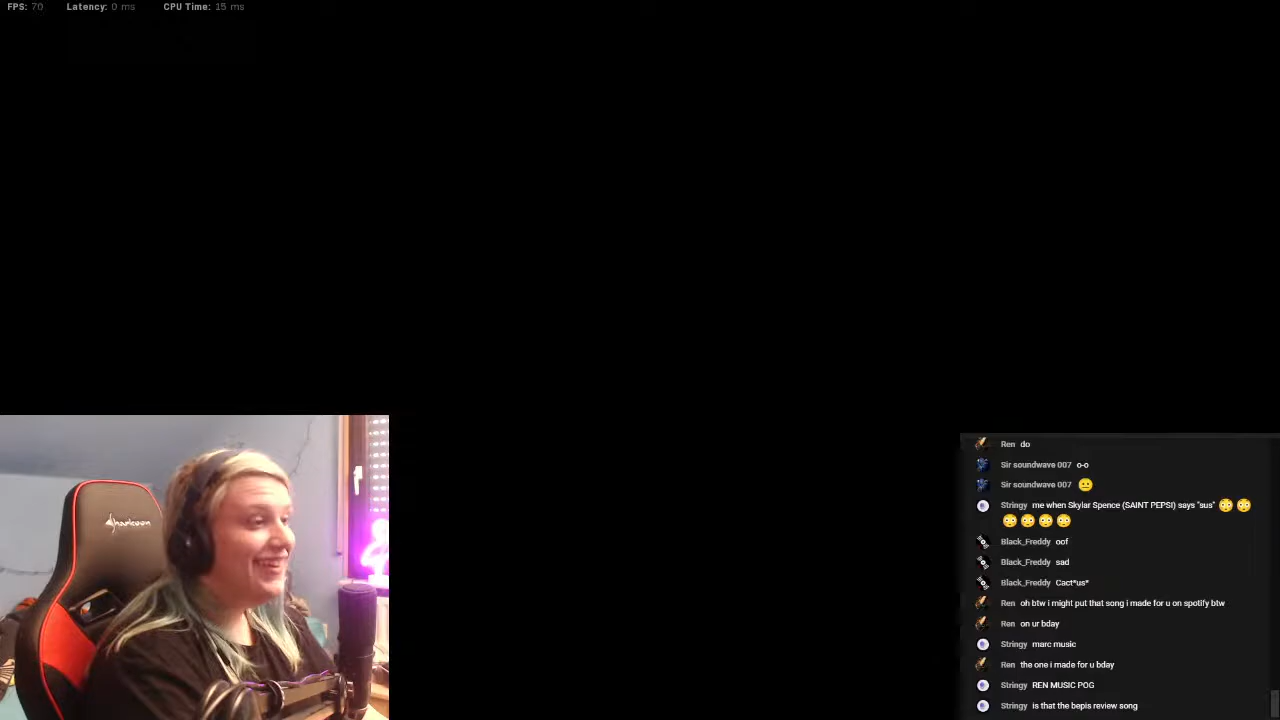 FPS: 70 Latency: 0 ms CPU Time: 15 ms
Sharkoon
Ren do
Sir soundwave 007 o-o
Sir soundwave 007 😐
Stringy me when Skylar Spence (SAINT PEPSI) says "sus" 😳 😳
😳 😳 😳 😳
Black_Freddy oof
Black_Freddy sad
Black_Freddy Cact*us*
Ren oh btw i might put that song i made for u on spotify btw
Ren on ur bday
Stringy marc music
Ren the one i made for u bday
Stringy REN MUSIC POG
Stringy is that the bepis review song